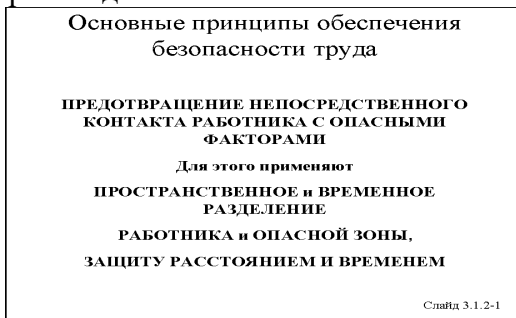 Основные принципы обеспечения
безопасности труда
ПРЕДОТВРАЩЕНИЕ НЕПОСРЕДСТВЕННОГО
КОНТАКТА РАБОТНИКА С ОПАСНЫМИ
ФАКТОРАМИ
Для этого применяют
ПРОСТРАНСТВЕННОЕ и ВРЕМЕННОЕ
РАЗДЕЛЕНИЕ
РАБОТНИКА и ОПАСНОЙ ЗОНЫ,
ЗАЩИТУ РАССТОЯНИЕМ И ВРЕМЕНЕМ
Слайд 3.1.2-1